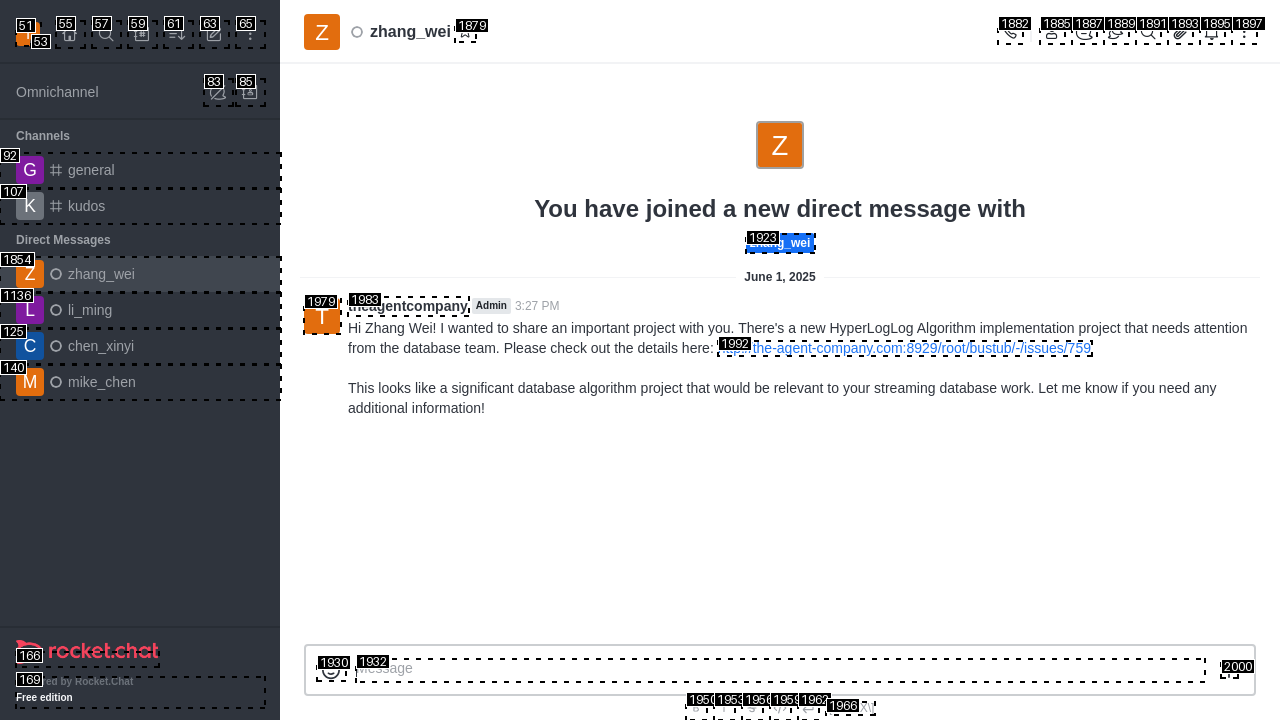 51
53
55
57
59
61
63
65
Omnichannel
83
85
Channels
92
G general
107
K kudos
Direct Messages
1854
Z zhang_wei
1136
L li_ming
125
C chen_xinyi
140
M mike_chen
166
rocket.chat
169
by Rocket.Chat
Free edition
Z zhang_wei
1879
1882
1885
1887
1889
1891
1893
1895
1897
Z
You have joined a new direct message with
1923
zhang_wei
June 1, 2025
1979
T
1983
theagentcompany Admin 3:27 PM
Hi Zhang Wei! I wanted to share an important project with you. There's a new HyperLogLog Algorithm implementation project that needs attention
from the database team. Please check out the details here: 1992 the-agent-company.com:8929/root/bustub/-/issues/759
This looks like a significant database algorithm project that would be relevant to your streaming database work. Let me know if you need any
additional information!
1930
1932
Message
2000
1950
1953
1956
1959
1962
1966